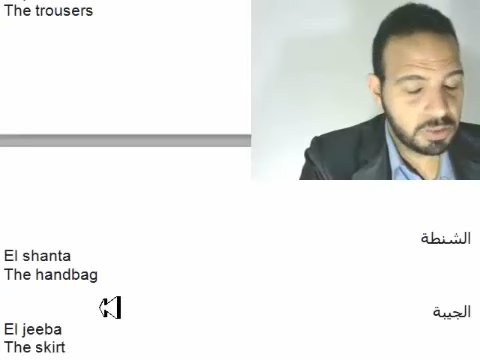 The trousers
الشنطة
El shanta
The handbag
الجيبة
El jeeba
The skirt